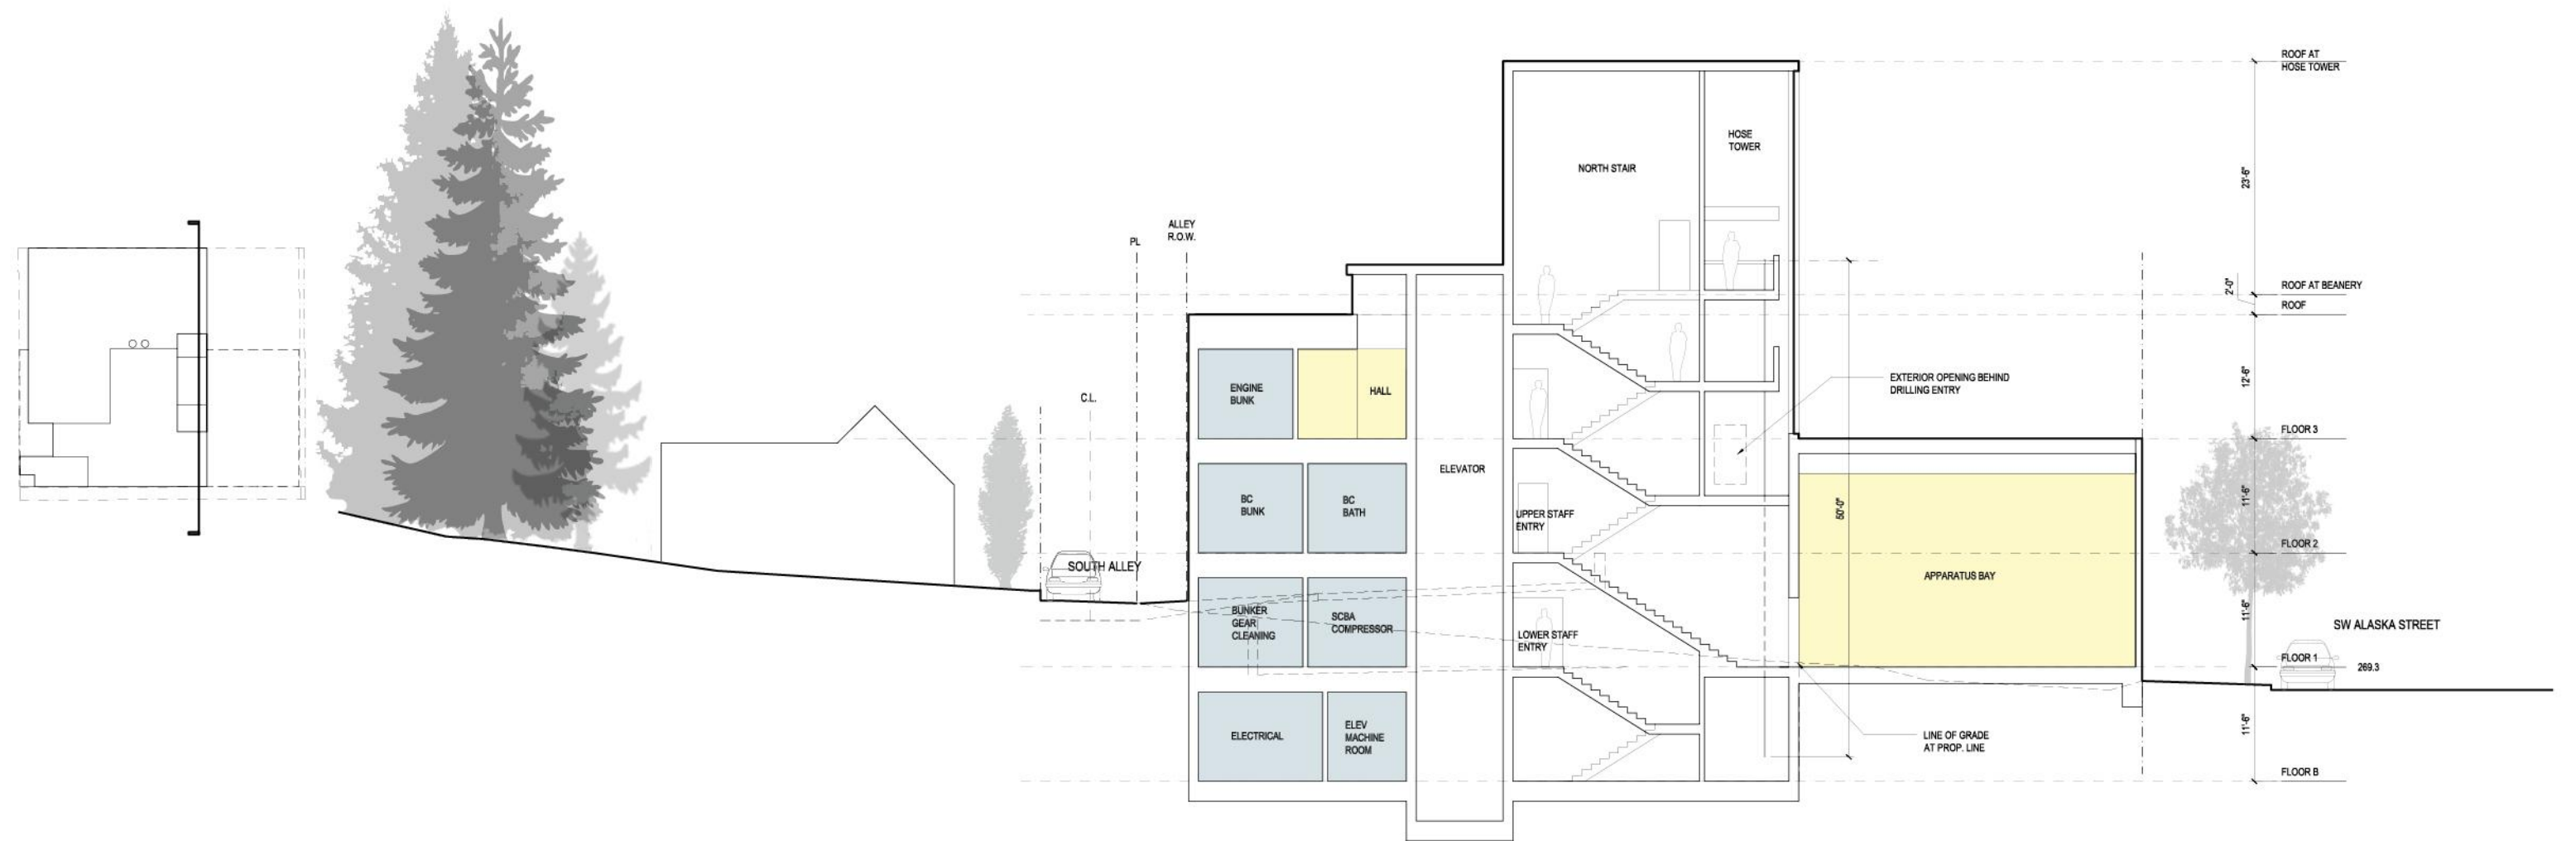 ROOF AT
HOSE TOWER
HOSE
TOWER
NORTH STAIR
23'-6"
ALLEY
R.O.W.
PL
2'-0"
ROOF AT BEANERY
ROOF
12'-6"
ENGINE
BUNK
HALL
EXTERIOR OPENING BEHIND
DRILLING ENTRY
C.L.
FLOOR 3
ELEVATOR
BC
BUNK
BC
BATH
UPPER STAFF
ENTRY
50'-0"
11'-6"
FLOOR 2
SOUTH ALLEY
APPARATUS BAY
BUNKER
GEAR
CLEANING
SCBA
COMPRESSOR
LOWER STAFF
ENTRY
11'-6"
SW ALASKA STREET
FLOOR 1
269.3
ELECTRICAL
ELEV
MACHINE
ROOM
LINE OF GRADE
AT PROP. LINE
11'-6"
FLOOR B